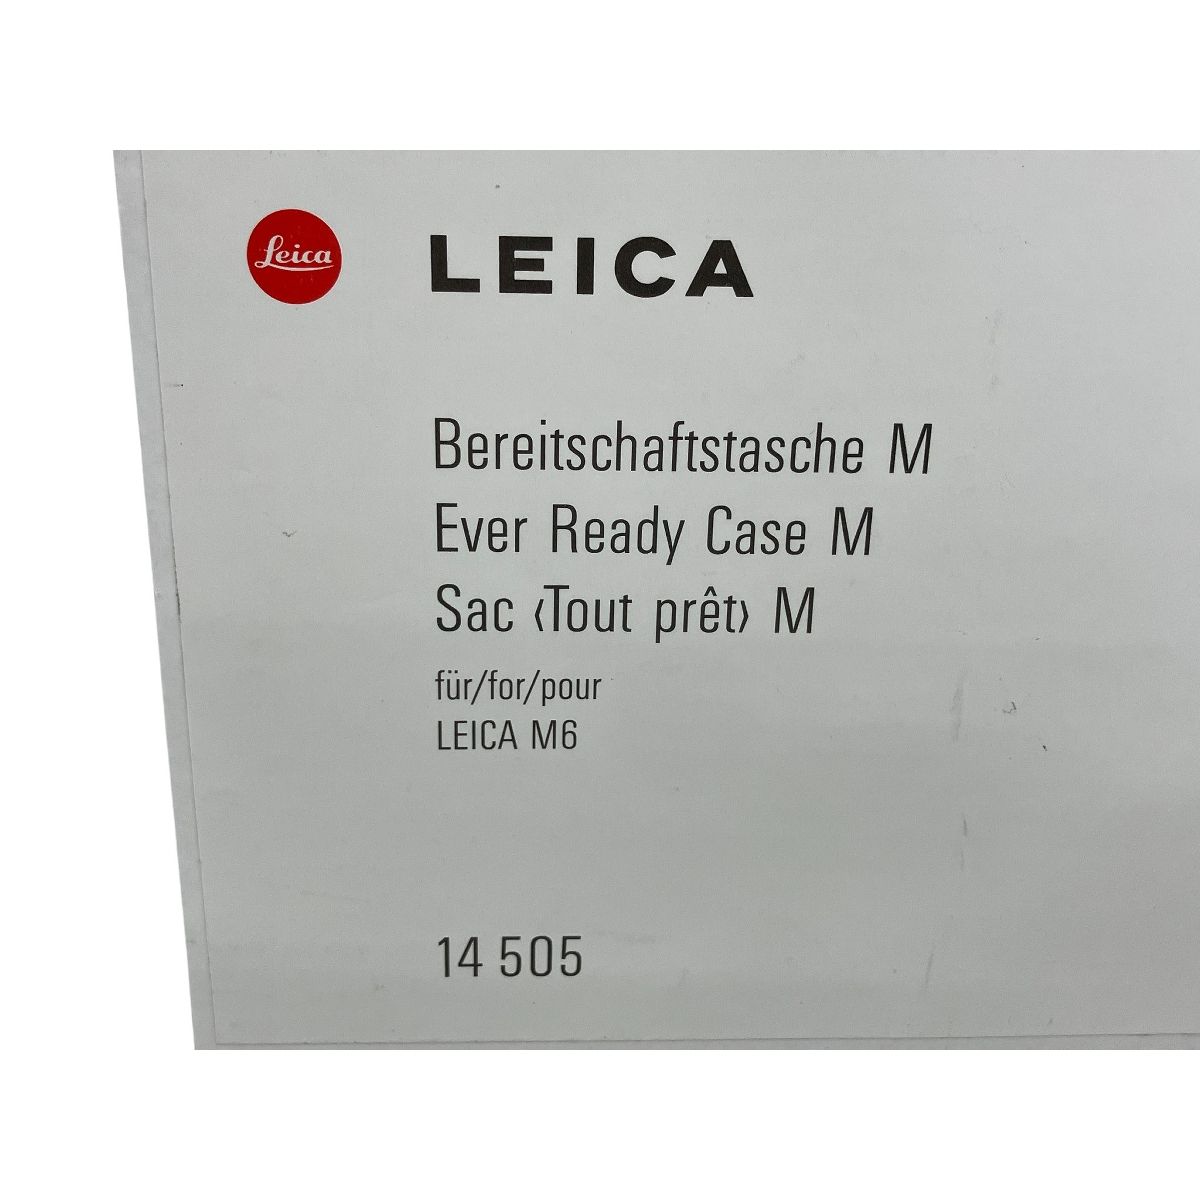 Leica LEICA
Bereitschaftstasche M
Ever Ready Case M
Sac ‹Tout prêt› M
für/for/pour
LEICA M6
14 505